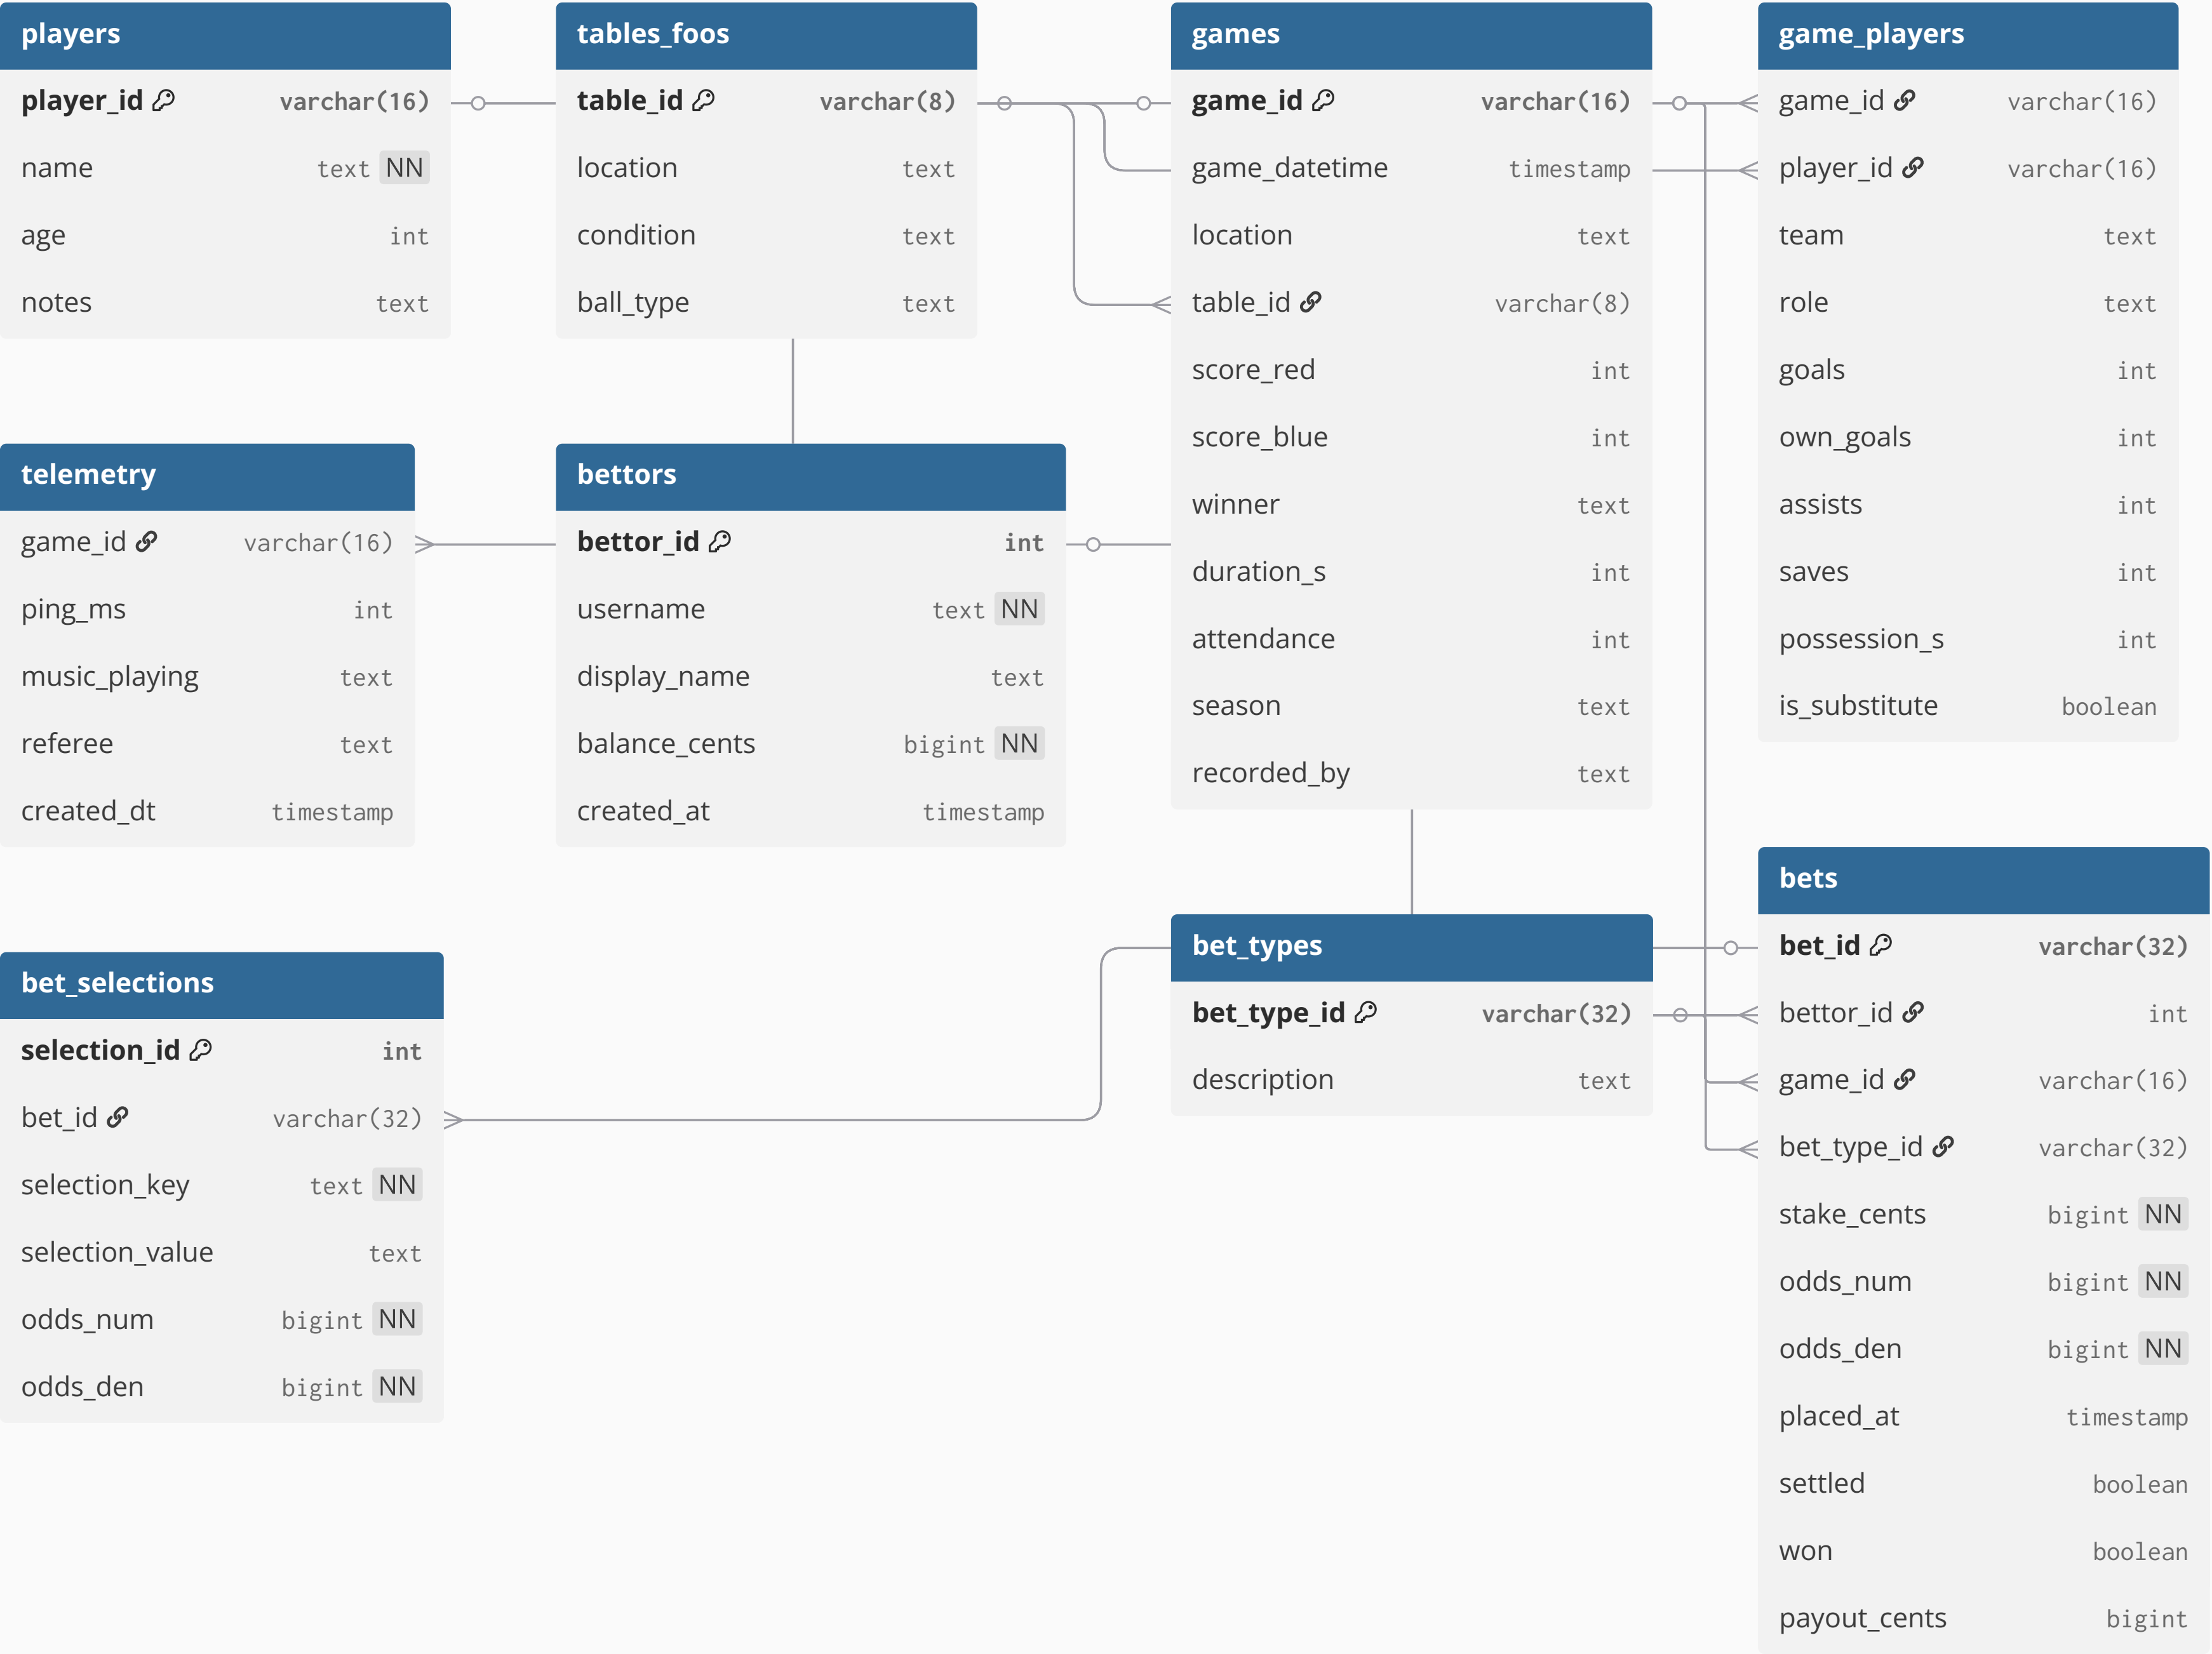 players
player_id varchar(16)
name text NN
age int
notes text
tables_foos
table_id varchar(8)
location text
condition text
ball_type text
games
game_id varchar(16)
game_datetime timestamp
location text
table_id varchar(8)
score_red int
score_blue int
winner text
duration_s int
attendance int
season text
recorded_by text
game_players
game_id varchar(16)
player_id varchar(16)
team text
role text
goals int
own_goals int
assists int
saves int
possession_s int
is_substitute boolean
telemetry
game_id varchar(16)
ping_ms int
music_playing text
referee text
created_dt timestamp
bettors
bettor_id int
username text NN
display_name text
balance_cents bigint NN
created_at timestamp
bet_selections
selection_id int
bet_id varchar(32)
selection_key text NN
selection_value text
odds_num bigint NN
odds_den bigint NN
bet_types
bet_type_id varchar(32)
description text
bets
bet_id varchar(32)
bettor_id int
game_id varchar(16)
bet_type_id varchar(32)
stake_cents bigint NN
odds_num bigint NN
odds_den bigint NN
placed_at timestamp
settled boolean
won boolean
payout_cents bigint